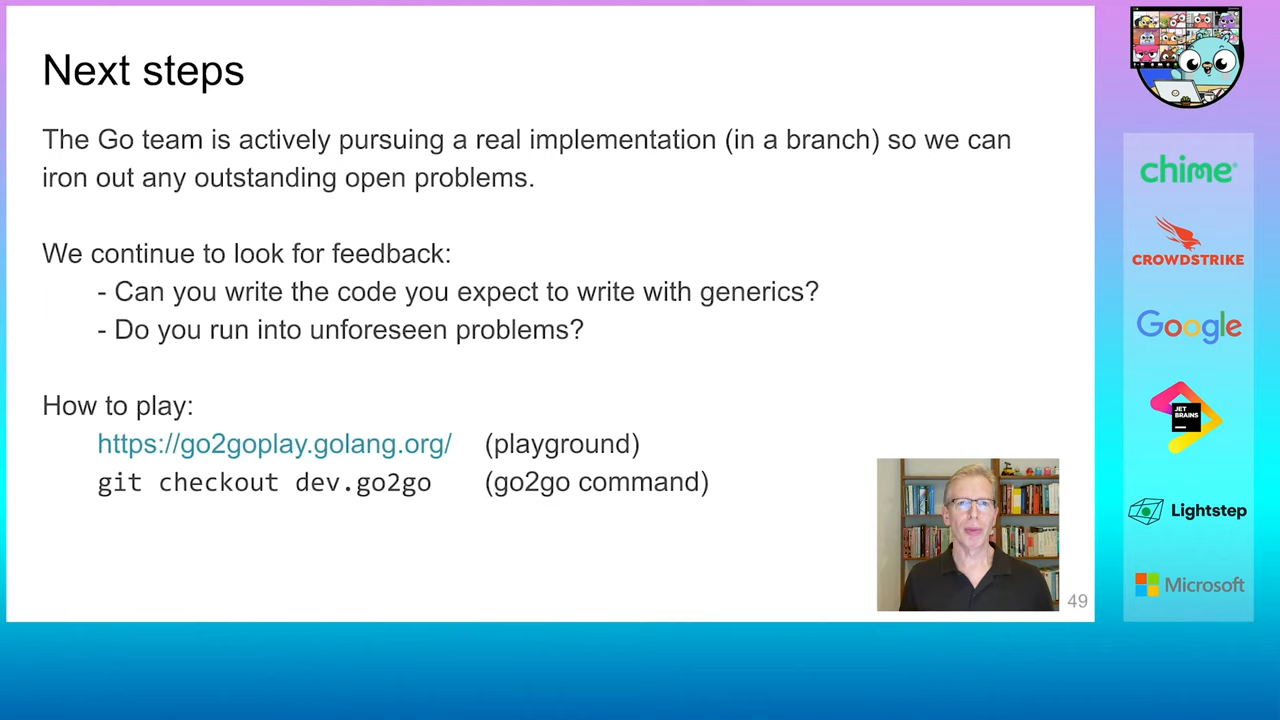 Next steps
The Go team is actively pursuing a real implementation (in a branch) so we can
iron out any outstanding open problems.
We continue to look for feedback:
- Can you write the code you expect to write with generics?
- Do you run into unforeseen problems?
How to play:
https://go2goplay.golang.org/ (playground)
git checkout dev.go2go (go2go command)
49
chime®
CROWDSTRIKE
Google
JET
BRAINS
Lightstep
Microsoft